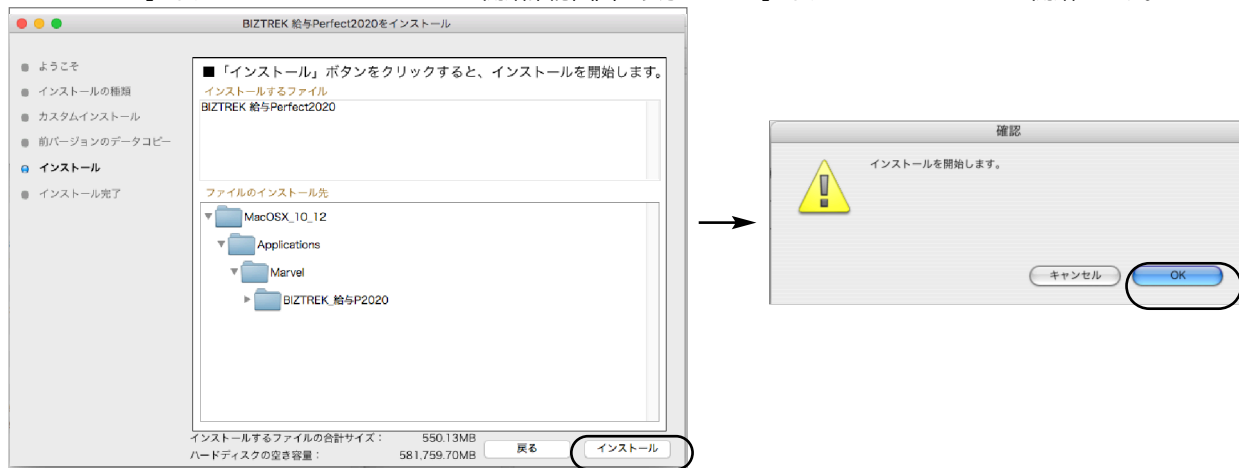 BIZTREK 給与Perfect2020をインストール
ようこそ
インストールの種類
カスタムインストール
前バージョンのデータコピー
インストール
インストール完了
■「インストール」ボタンをクリックすると、インストールを開始します。
インストールするファイル
BIZTREK 給与Perfect2020
ファイルのインストール先
MacOSX_10_12
Applications
Marvel
BIZTREK_給与P2020
インストールするファイルの合計サイズ： 550.13MB
ハードディスクの空き容量： 581,759.70MB
戻る
インストール
確認
インストールを開始します。
キャンセル
OK